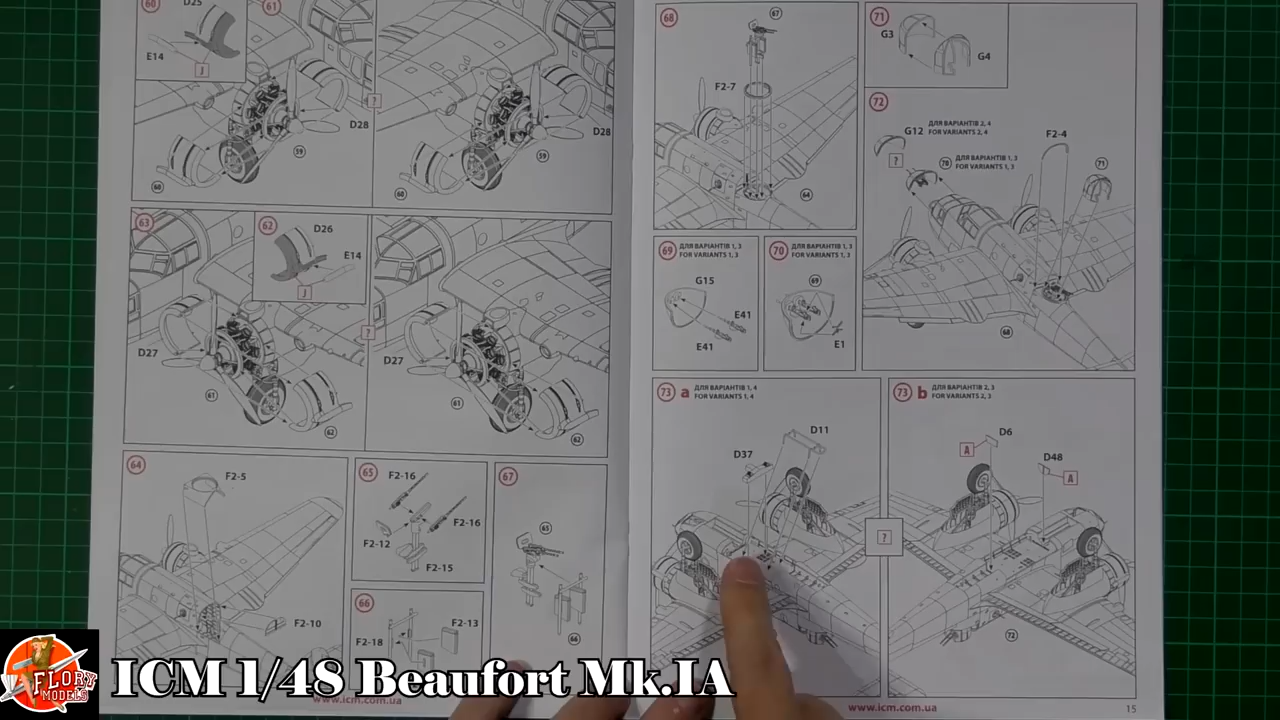 60
D25
E14
J
61
D28
59
60
?
D28
59
60
63
62
D26
E14
J
D27
61
62
?
D27
61
62
64
F2-5
F2-10
65
F2-16
F2-16
F2-12
F2-15
66
F2-18
F2-13
67
65
66
68
67
F2-7
64
69
ДЛЯ ВАРІАНТІВ 1, 3
FOR VARIANTS 1, 3
G15
E41
E41
70
ДЛЯ ВАРІАНТІВ 1, 3
FOR VARIANTS 1, 3
69
E1
71
G3
G4
72
ДЛЯ ВАРІАНТІВ 2, 4
FOR VARIANTS 2, 4
G12
?
70
ДЛЯ ВАРІАНТІВ 1, 3
FOR VARIANTS 1, 3
F2-4
71
68
73 a
ДЛЯ ВАРІАНТІВ 1, 4
FOR VARIANTS 1, 4
D11
D37
?
73 b
ДЛЯ ВАРІАНТІВ 2, 3
FOR VARIANTS 2, 3
D6
A
D48
A
72
www.icm.com.ua
www.icm.com.ua
15
FLORY
MODELS
ICM 1/48 Beaufort Mk.IA